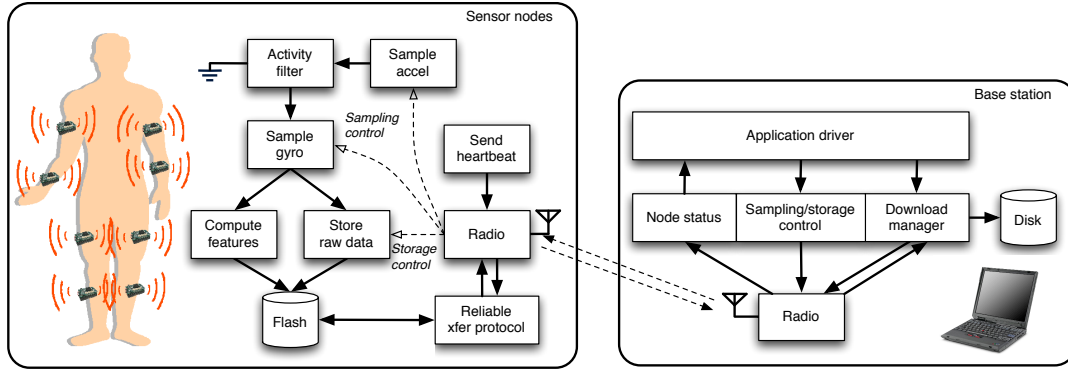 Sensor nodes
Activity
filter
Sample
accel
Sampling
control
Sample
gyro
Send
heartbeat
Compute
features
Store
raw data
Storage
control
Radio
Flash
Reliable
xfer protocol
Base station
Application driver
Node status
Sampling/storage
control
Download
manager
Disk
Radio